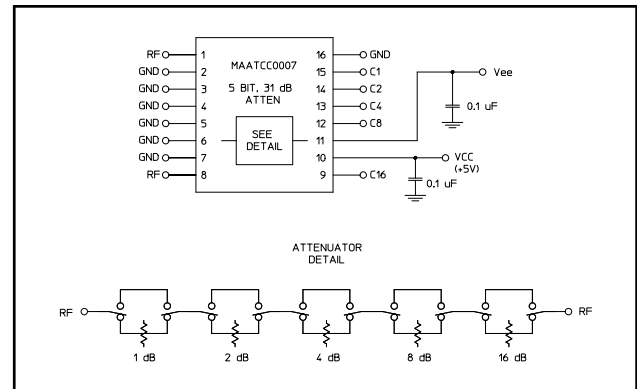 RF 1 MAATCC0007 16 GND
GND 2 15 C1 Vee
GND 3 5 BIT, 31 dB 14 C2
GND 4 ATTEN 13 C4 0.1 uF
GND 5 12 C8
GND 6 SEE 11
GND 7 DETAIL 10 VCC
(+5V)
RF 8 9 C16 0.1 uF
ATTENUATOR
DETAIL
RF RF
1 dB 2 dB 4 dB 8 dB 16 dB